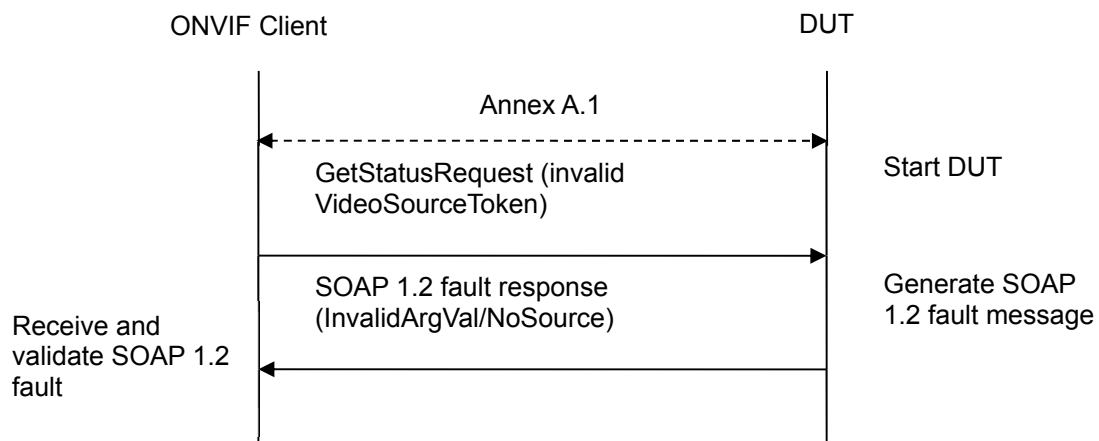 ONVIF Client
DUT
Annex A.1
GetStatusRequest (invalid
VideoSourceToken)
Start DUT
SOAP 1.2 fault response
(InvalidArgVal/NoSource)
Generate SOAP
1.2 fault message
Receive and
validate SOAP 1.2
fault